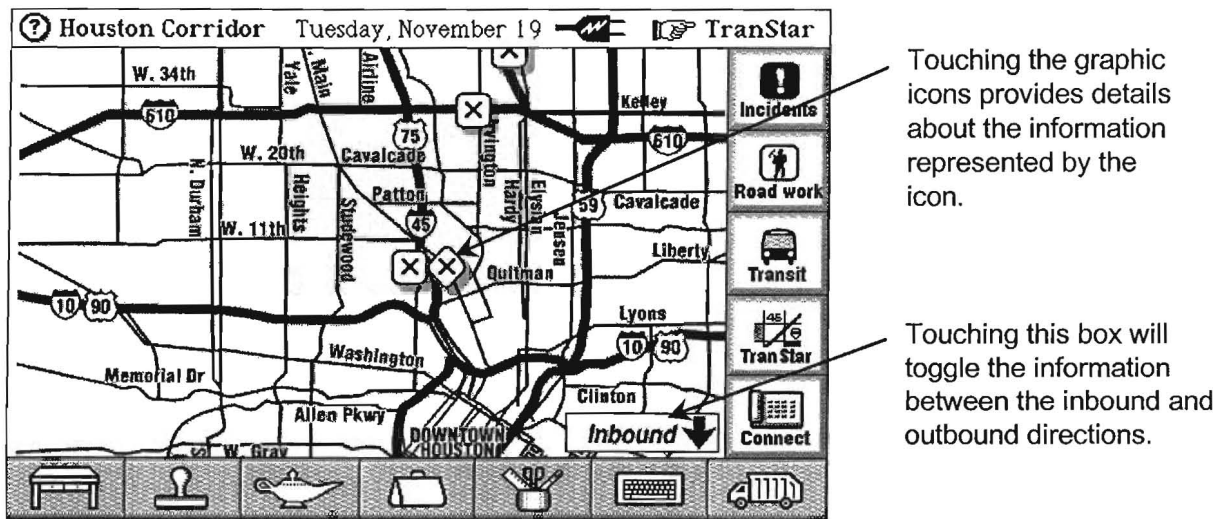 ? Houston Corridor Tuesday, November 19 TranStar
W. 34th
Yale
N. Main
Airline
610
Kelley
75
Irvington
610
W. 20th
Cavalcade
N. Durham
Heights
Patton
Hardy
Elysian
Jensen
59
Cavalcade
Studewood
45
W. 11th
Liberty
Quitman
10
90
Lyons
Washington
10
90
Memorial Dr
Clinton
Allen Pkwy
DOWNTOWN
HOUSTON
Inbound
W. Gray
Incidents
Road work
Transit
45
TranStar
Connect
Touching the graphic
icons provides details
about the information
represented by the
icon.
Touching this box will
toggle the information
between the inbound and
outbound directions.